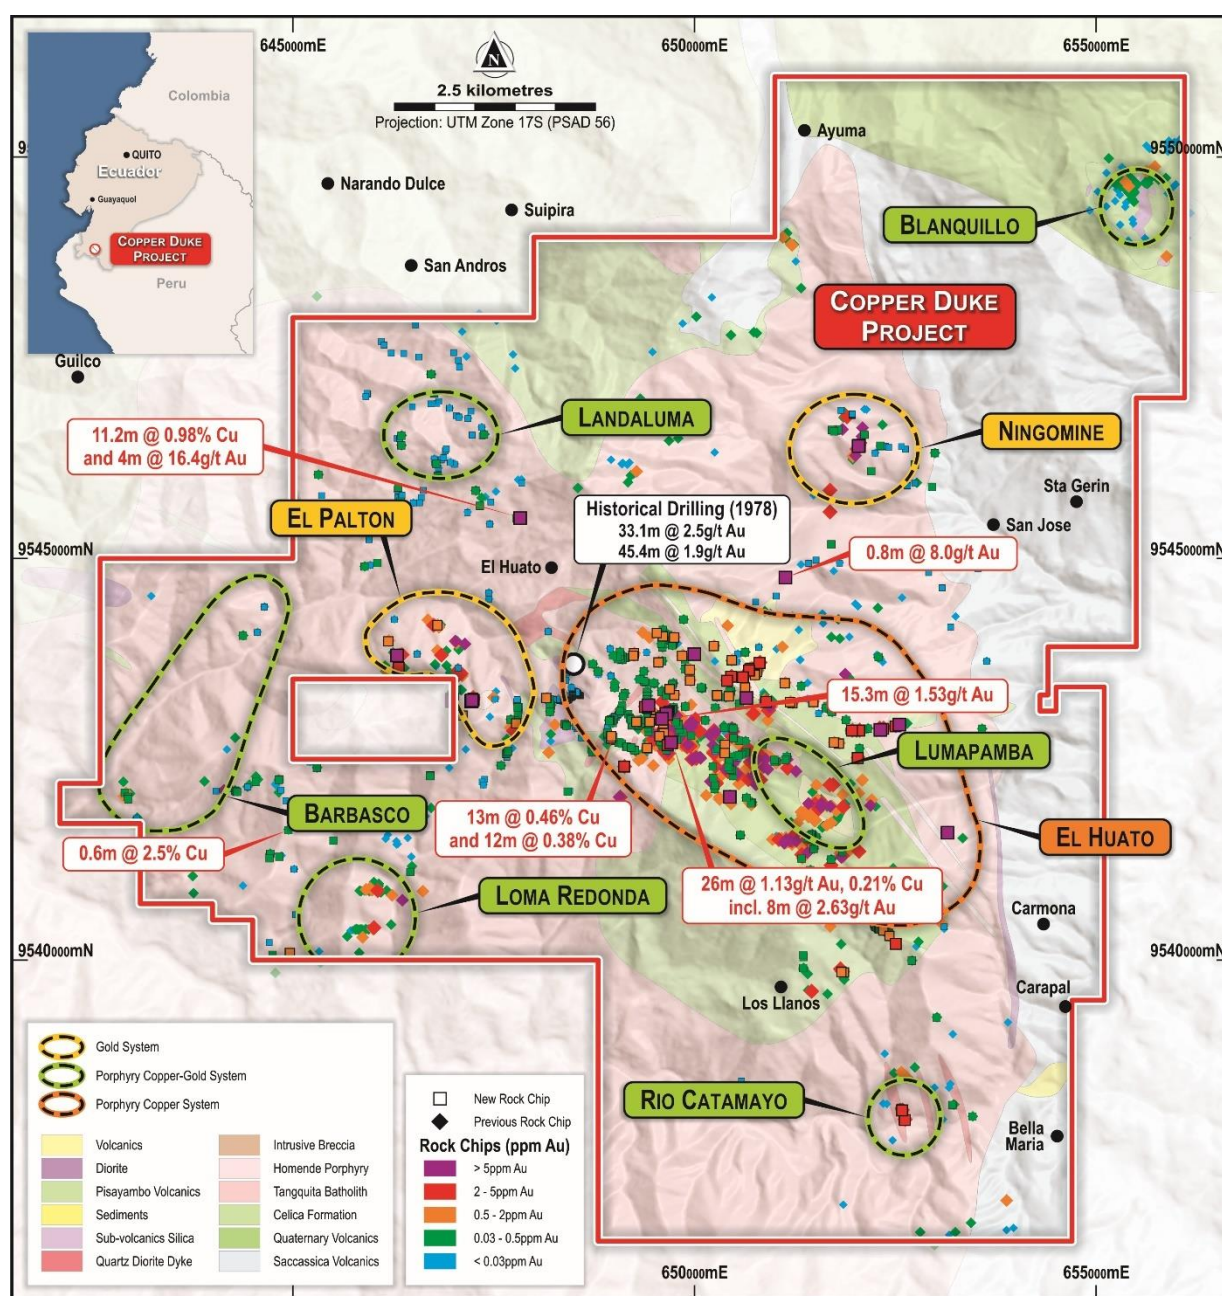 645000mE
650000mE
655000mE
Colombia
QUITO
Ecuador
Guayaquol
COPPER DUKE
PROJECT
Peru
N
2.5 kilometres
Projection: UTM Zone 17S (PSAD 56)
Ayuma
9550000mN
Narando Dulce
Suipira
BLANQUILLO
San Andros
COPPER DUKE
PROJECT
Guilco
LANDALUMA
NINGOMINE
11.2m @ 0.98% Cu
and 4m @ 16.4g/t Au
Sta Gerin
San Jose
EL PALTON
Historical Drilling (1978)
33.1m @ 2.5g/t Au
45.4m @ 1.9g/t Au
9545000mN
9545000mN
El Huato
0.8m @ 8.0g/t Au
15.3m @ 1.53g/t Au
LUMAPAMBA
BARBASCO
13m @ 0.46% Cu
and 12m @ 0.38% Cu
EL HUATO
0.6m @ 2.5% Cu
26m @ 1.13g/t Au, 0.21% Cu
incl. 8m @ 2.63g/t Au
LOMA REDONDA
Carmona
9540000mN
9540000mN
Los Llanos
Carapal
RIO CATAMAYO
Bella
Maria
Gold System
Porphyry Copper-Gold System
Porphyry Copper System
Volcanics
Diorite
Pisayambo Volcanics
Sediments
Sub-volcanics Silica
Quartz Diorite Dyke
Intrusive Breccia
Homende Porphyry
Tangquita Batholith
Celica Formation
Quaternary Volcanics
Saccassica Volcanics
New Rock Chip
Previous Rock Chip
Rock Chips (ppm Au)
> 5ppm Au
2 - 5ppm Au
0.5 - 2ppm Au
0.03 - 0.5ppm Au
< 0.03ppm Au
650000mE
655000mE